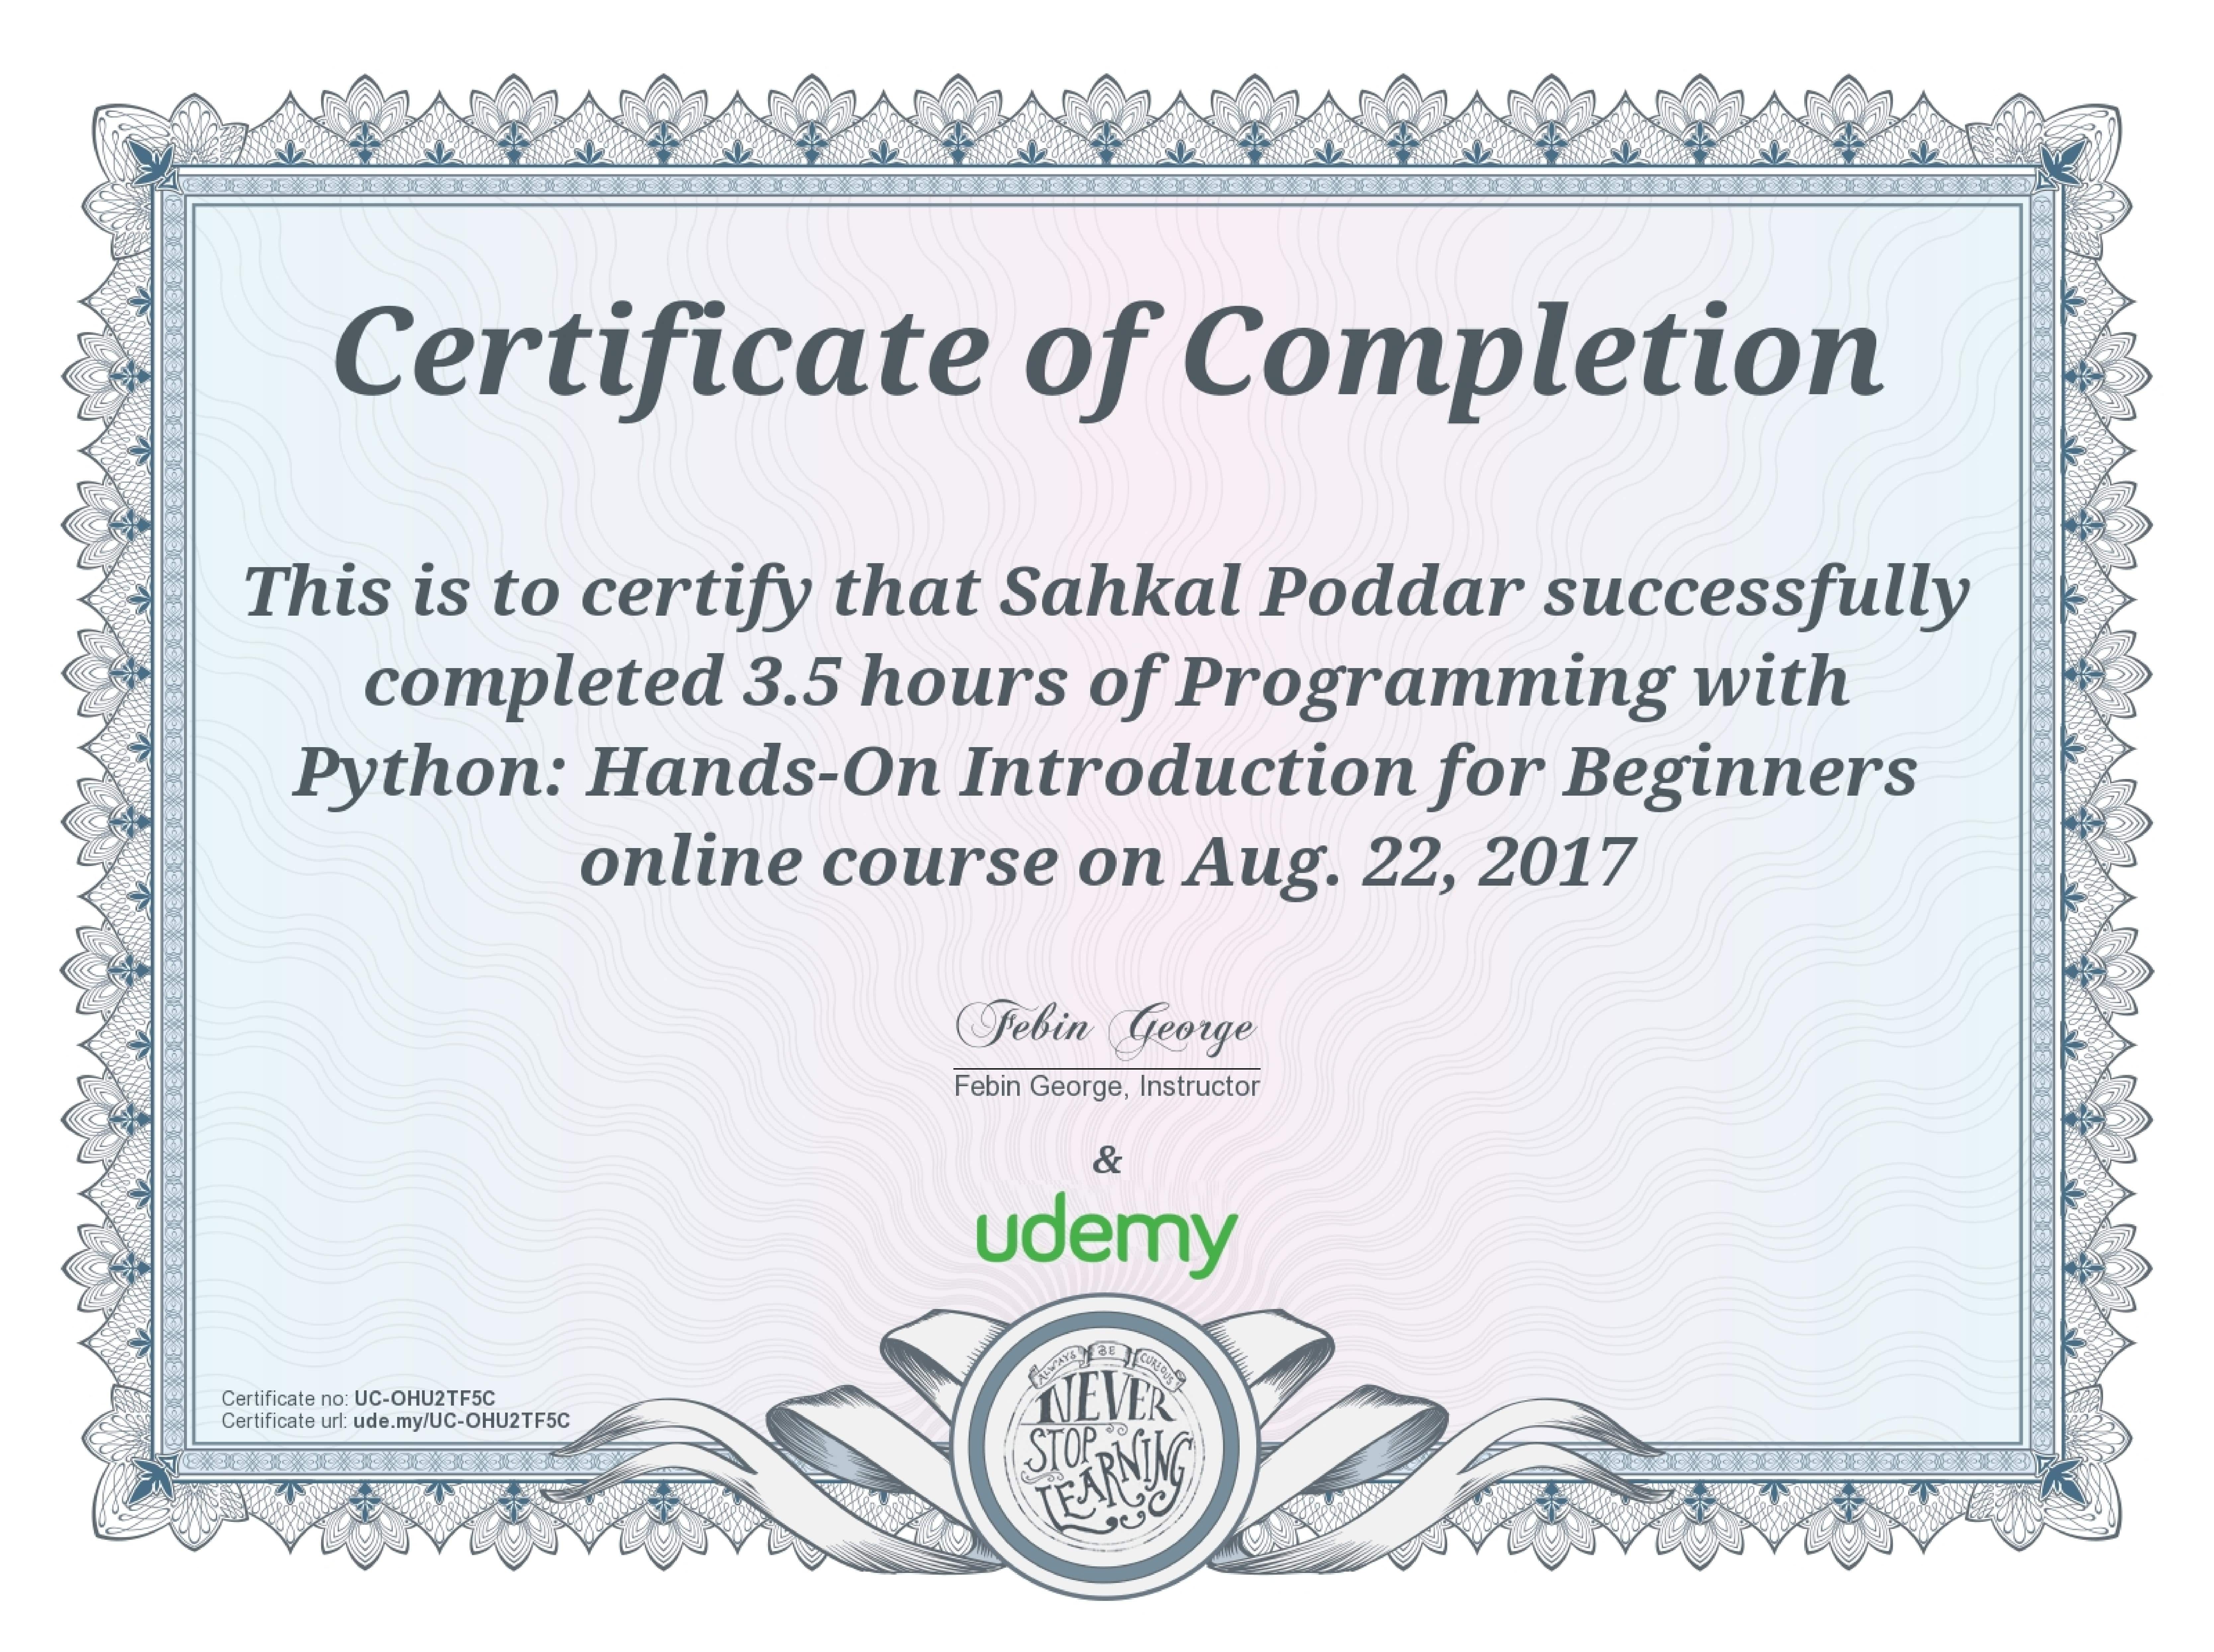 Certificate of Completion
This is to certify that Sahkal Poddar successfully
completed 3.5 hours of Programming with
Python: Hands-On Introduction for Beginners
online course on Aug. 22, 2017
Febin George
Febin George, Instructor
&
udemy
ALWAYS BE CURIOUS
NEVER
STOP
LEARNING
Certificate no: UC-OHU2TF5C
Certificate url: ude.my/UC-OHU2TF5C